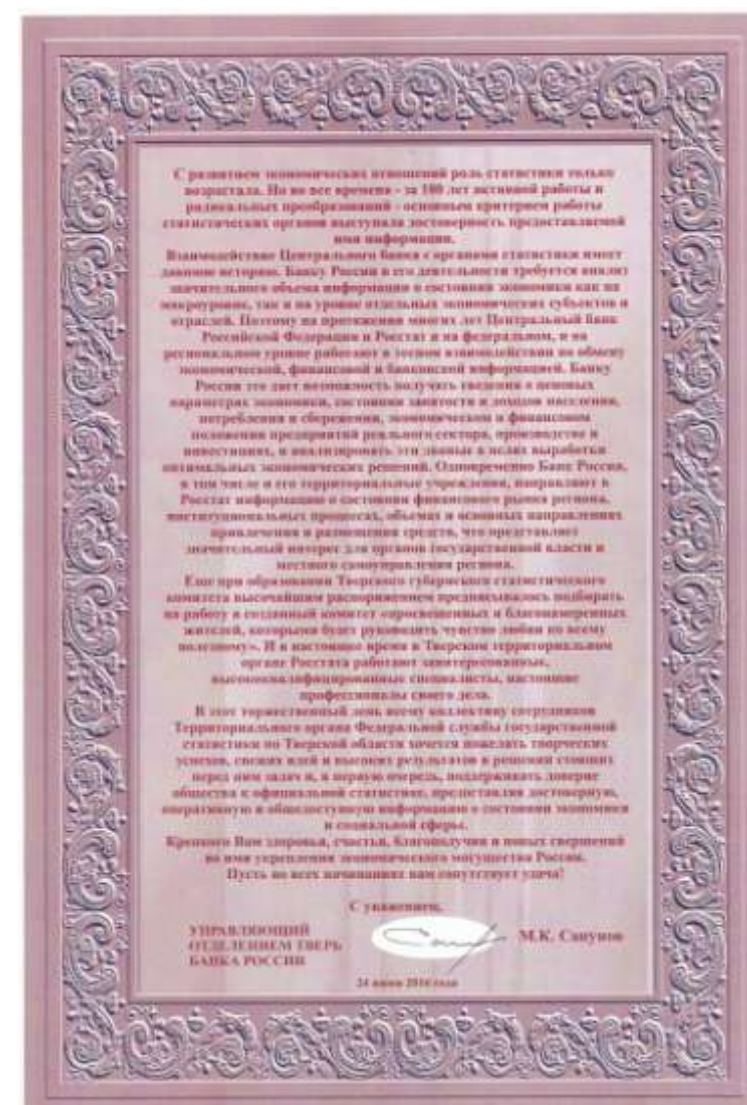 С развитием экономических отношений роль статистики только
возрастала. Но во все времена - за 180 лет активной работы и
радикальных преобразований - основным критерием работы
статистических органов выступала достоверность предоставляемой
ими информации.
Взаимодействие Центрального банка с органами статистики имеет
давнюю историю. Банку России в его деятельности требуется анализ
значительного объема информации о состоянии экономики как на
макроуровне, так и на уровне отдельных экономических субъектов и
отраслей. Поэтому на протяжении многих лет Центральный банк
Российской Федерации и Росстат и на федеральном, и на
региональном уровне работают в тесном взаимодействии по обмену
экономической, финансовой и банковской информацией. Банку
России это дает возможность получать сведения о ценовых
параметрах экономики, состоянии занятости и доходов населения,
потребления и сбережения, экономическом и финансовом
положении предприятий реального сектора, производстве и
инвестициях, и анализировать эти данные в целях выработки
оптимальных экономических решений. Одновременно Банк России,
в том числе и его территориальные учреждения, направляют в
Росстат информацию о состоянии финансового рынка региона,
институциональных процессах, объемах и основных направлениях
привлечения и размещения средств, что представляет
значительный интерес для органов государственной власти и
местного самоуправления региона.
Еще при образовании Тверского губернского статистического
комитета высочайшим распоряжением предписывалось подбирать
на работу в созданный комитет «просвещенных и благонамеренных
жителей, которыми будет руководить чувство любви ко всему
полезному». И в настоящее время в Тверском территориальном
органе Росстата работают заинтересованные,
высококвалифицированные специалисты, настоящие
профессионалы своего дела.
В этот торжественный день всему коллективу сотрудников
Территориального органа Федеральной службы государственной
статистики по Тверской области хочется пожелать творческих
успехов, свежих идей и высоких результатов в решении стоящих
перед ним задач и, в первую очередь, поддерживать доверие
общества к официальной статистике, предоставляя достоверную,
оперативную и общедоступную информацию о состоянии экономики
и социальной сферы.
Крепкого Вам здоровья, счастья, благополучия и новых свершений
во имя укрепления экономического могущества России.
Пусть во всех начинаниях вам сопутствует удача!
С уважением,
УПРАВЛЯЮЩИЙ
ОТДЕЛЕНИЕМ ТВЕРЬ
БАНКА РОССИИ
М.К. Сапунов
24 июня 2016 года